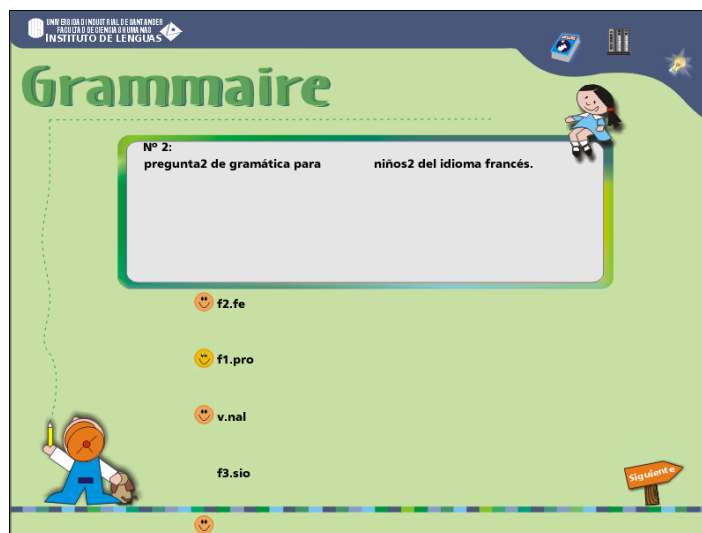 UNIVERSIDAD INDUSTRIAL DE SANTANDER
FACULTAD DE CIENCIAS HUMANAS
INSTITUTO DE LENGUAS
Grammaire
Nº 2:
pregunta2 de gramática para niños2 del idioma francés.
f2.fe
f1.pro
v.nal
f3.sio
Siguiente